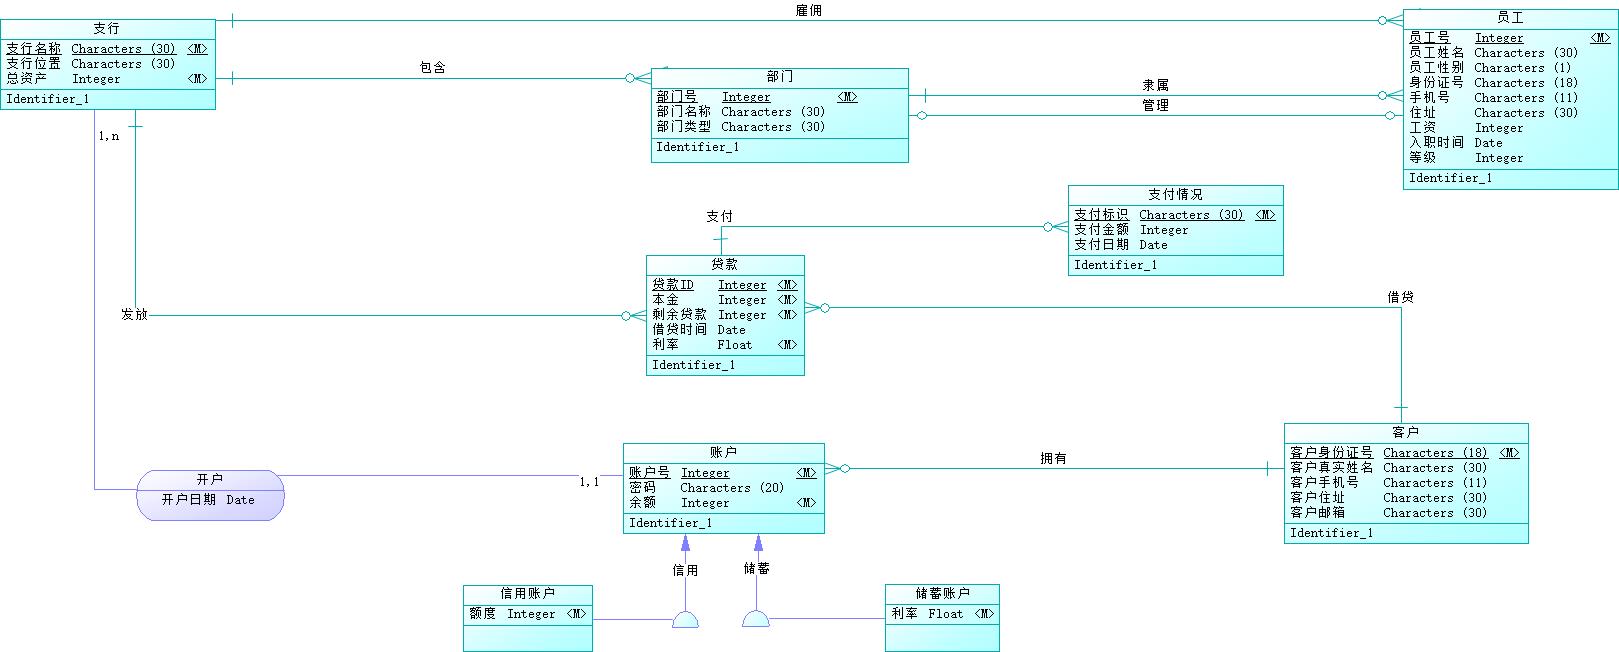 雇佣
支行
支行名称 Characters (30) <M>
支行位置 Characters (30)
总资产 Integer <M>
Identifier_1
包含
部门
部门号 Integer <M>
部门名称 Characters (30)
部门类型 Characters (30)
Identifier_1
隶属
管理
员工
员工号 Integer <M>
员工姓名 Characters (30)
员工性别 Characters (1)
身份证号 Characters (18)
手机号 Characters (11)
住址 Characters (30)
工资 Integer
入职时间 Date
等级 Integer
Identifier_1
1,n
支付
支付情况
支付标识 Characters (30) <M>
支付金额 Integer
支付日期 Date
Identifier_1
发放
贷款
贷款ID Integer <M>
本金 Integer <M>
剩余贷款 Integer <M>
借贷时间 Date
利率 Float <M>
Identifier_1
借贷
开户
开户日期 Date
1,1
账户
账户号 Integer <M>
密码 Characters (20)
余额 Integer <M>
Identifier_1
拥有
客户
客户身份证号 Characters (18) <M>
客户真实姓名 Characters (30)
客户手机号 Characters (11)
客户住址 Characters (30)
客户邮箱 Characters (30)
Identifier_1
信用
储蓄
信用账户
额度 Integer <M>
储蓄账户
利率 Float <M>